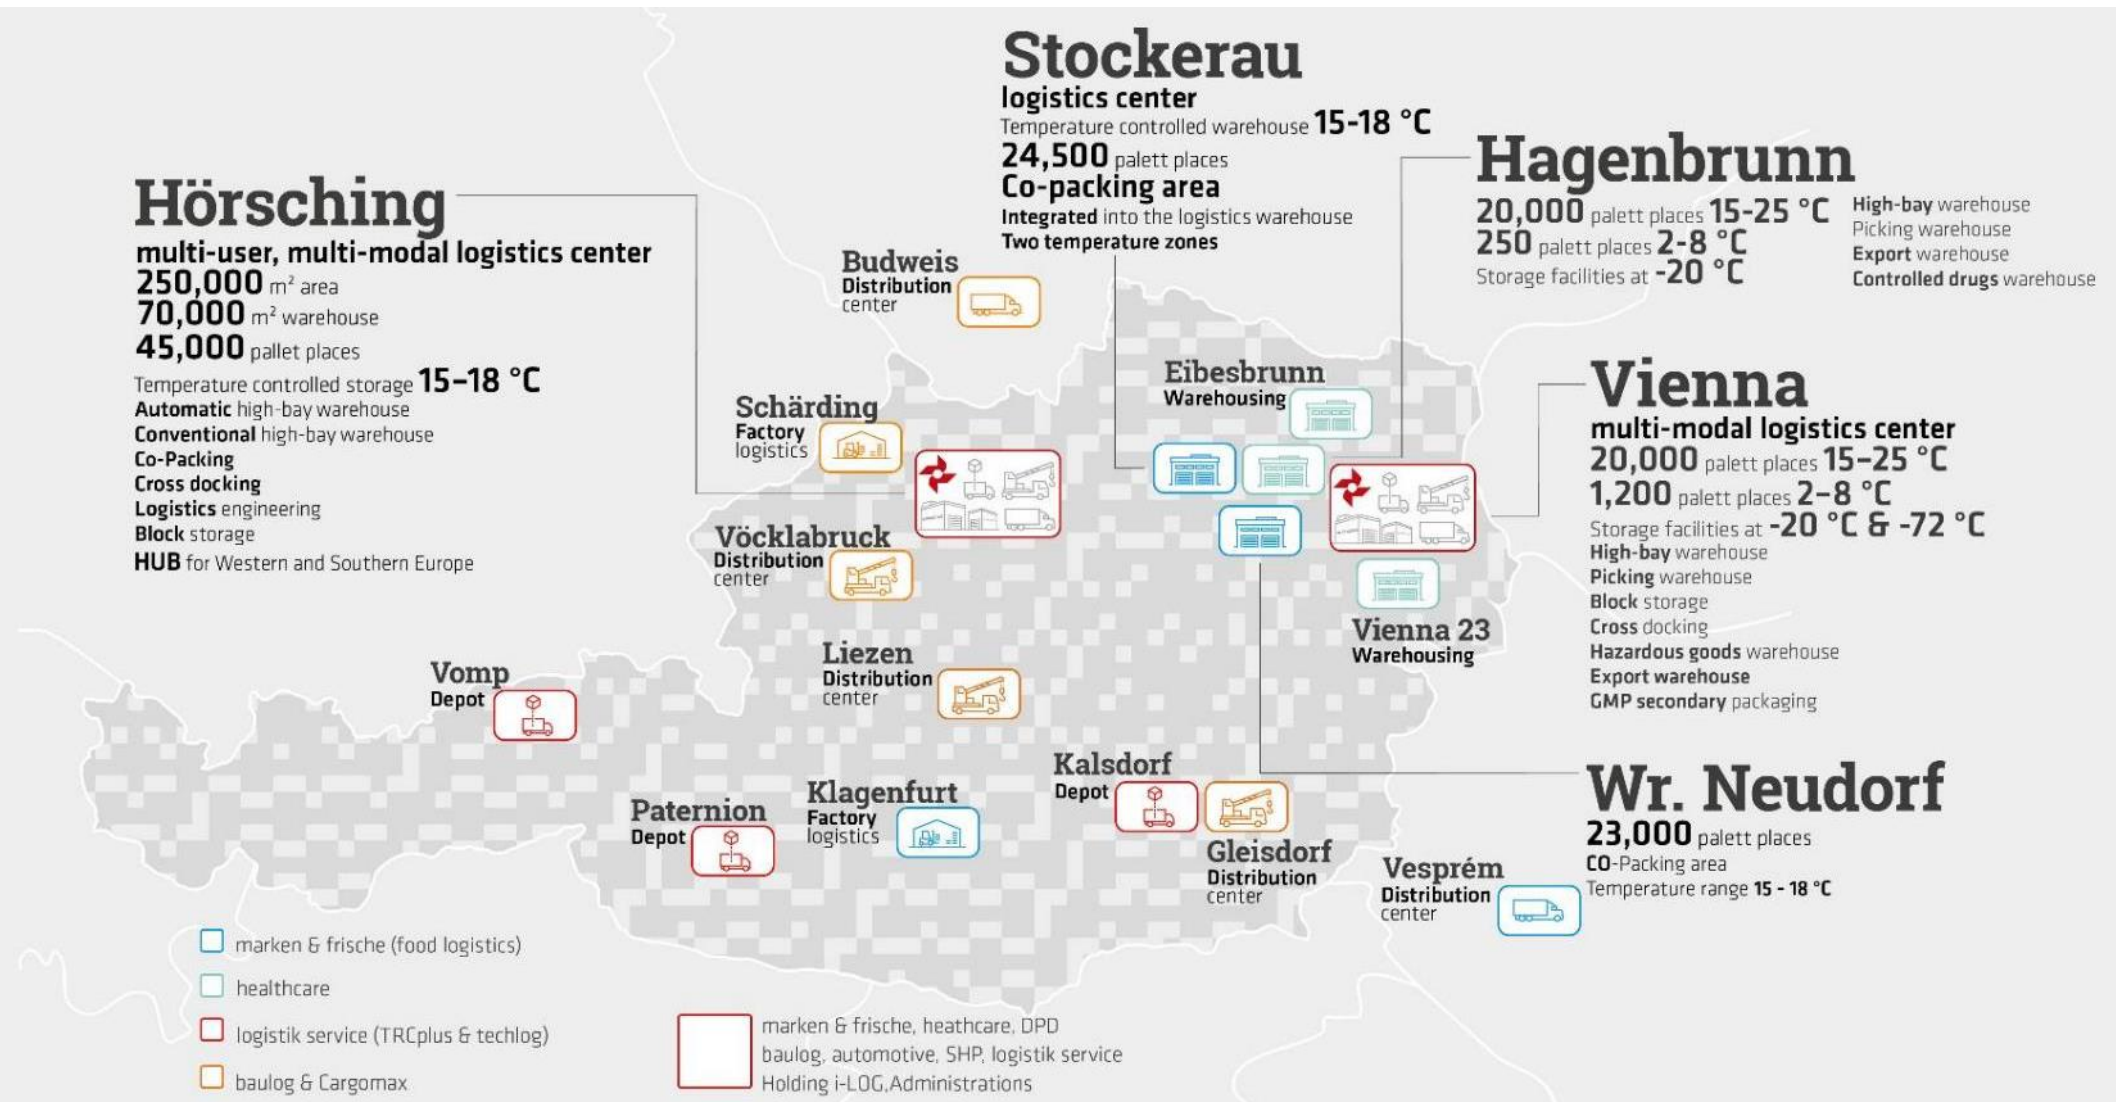 Stockerau
logistics center
Temperature controlled warehouse 15-18 °C
24,500 palett places
Co-packing area
Integrated into the logistics warehouse
Two temperature zones
Hagenbrunn
20,000 palett places 15-25 °C
250 palett places 2-8 °C
Storage facilities at -20 °C
High-bay warehouse
Picking warehouse
Export warehouse
Controlled drugs warehouse
Hörsching
multi-user, multi-modal logistics center
250,000 m² area
70,000 m² warehouse
45,000 pallet places
Temperature controlled storage 15–18 °C
Automatic high-bay warehouse
Conventional high-bay warehouse
Co-Packing
Cross docking
Logistics engineering
Block storage
HUB for Western and Southern Europe
Budweis
Distribution
center
Schärding
Factory
logistics
Eibesbrunn
Warehousing
Vienna
multi-modal logistics center
20,000 palett places 15–25 °C
1,200 palett places 2–8 °C
Storage facilities at -20 °C & -72 °C
High-bay warehouse
Picking warehouse
Block storage
Cross docking
Hazardous goods warehouse
Export warehouse
GMP secondary packaging
Vöcklabruck
Distribution
center
Vienna 23
Warehousing
Liezen
Distribution
center
Vomp
Depot
Kalsdorf
Depot
Wr. Neudorf
23,000 palett places
CO-Packing area
Temperature range 15 - 18 °C
Paternion
Depot
Klagenfurt
Factory
logistics
Gleisdorf
Distribution
center
Vesprém
Distribution
center
marken & frische (food logistics)
healthcare
logistik service (TRCplus & techlog)
baulog & Cargomax
marken & frische, heathcare, DPD
baulog, automotive, SHP, logistik service
Holding i-LOG,Administrations